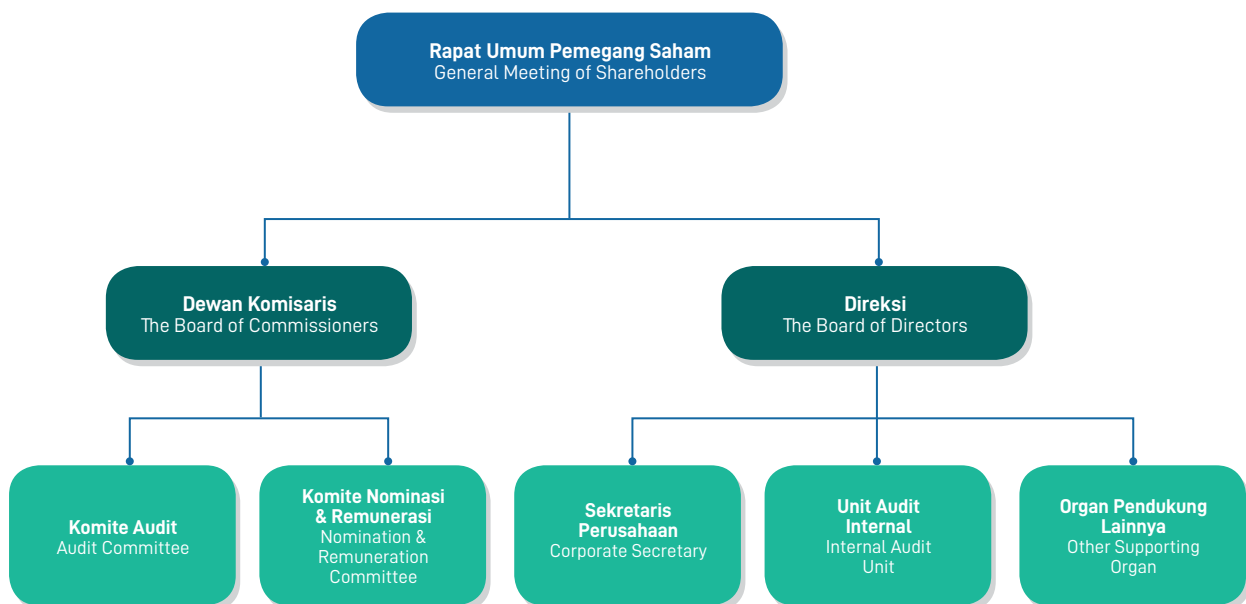 Rapat Umum Pemegang Saham
General Meeting of Shareholders
Dewan Komisaris
The Board of Commissioners
Direksi
The Board of Directors
Komite Audit
Audit Committee
Komite Nominasi
& Remunerasi
Nomination &
Remuneration
Committee
Sekretaris
Perusahaan
Corporate Secretary
Unit Audit
Internal
Internal Audit
Unit
Organ Pendukung
Lainnya
Other Supporting
Organ